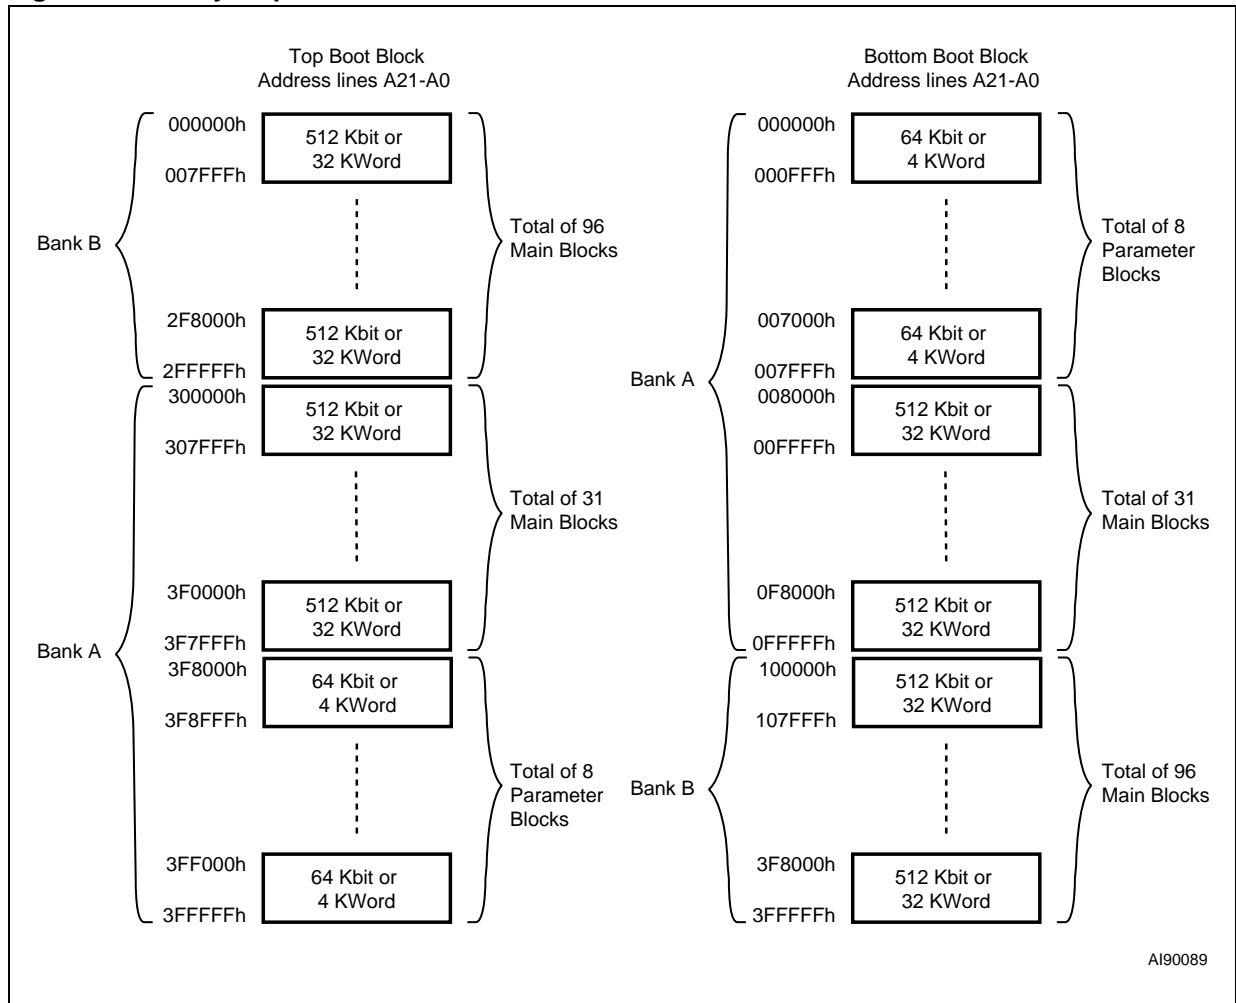 Top Boot Block
Address lines A21-A0
000000h
512 Kbit or
32 KWord
007FFFh
Bank B
Total of 96
Main Blocks
2F8000h
512 Kbit or
32 KWord
2FFFFFh
300000h
512 Kbit or
32 KWord
307FFFh
Total of 31
Main Blocks
3F0000h
512 Kbit or
32 KWord
3F7FFFh
Bank A
3F8000h
64 Kbit or
4 KWord
3F8FFFh
Total of 8
Parameter
Blocks
3FF000h
64 Kbit or
4 KWord
3FFFFFh
Bottom Boot Block
Address lines A21-A0
000000h
64 Kbit or
4 KWord
000FFFh
Total of 8
Parameter
Blocks
007000h
64 Kbit or
4 KWord
007FFFh
Bank A
008000h
512 Kbit or
32 KWord
00FFFFh
Total of 31
Main Blocks
0F8000h
512 Kbit or
32 KWord
0FFFFFh
100000h
512 Kbit or
32 KWord
107FFFh
Bank B
Total of 96
Main Blocks
3F8000h
512 Kbit or
32 KWord
3FFFFFh
AI90089